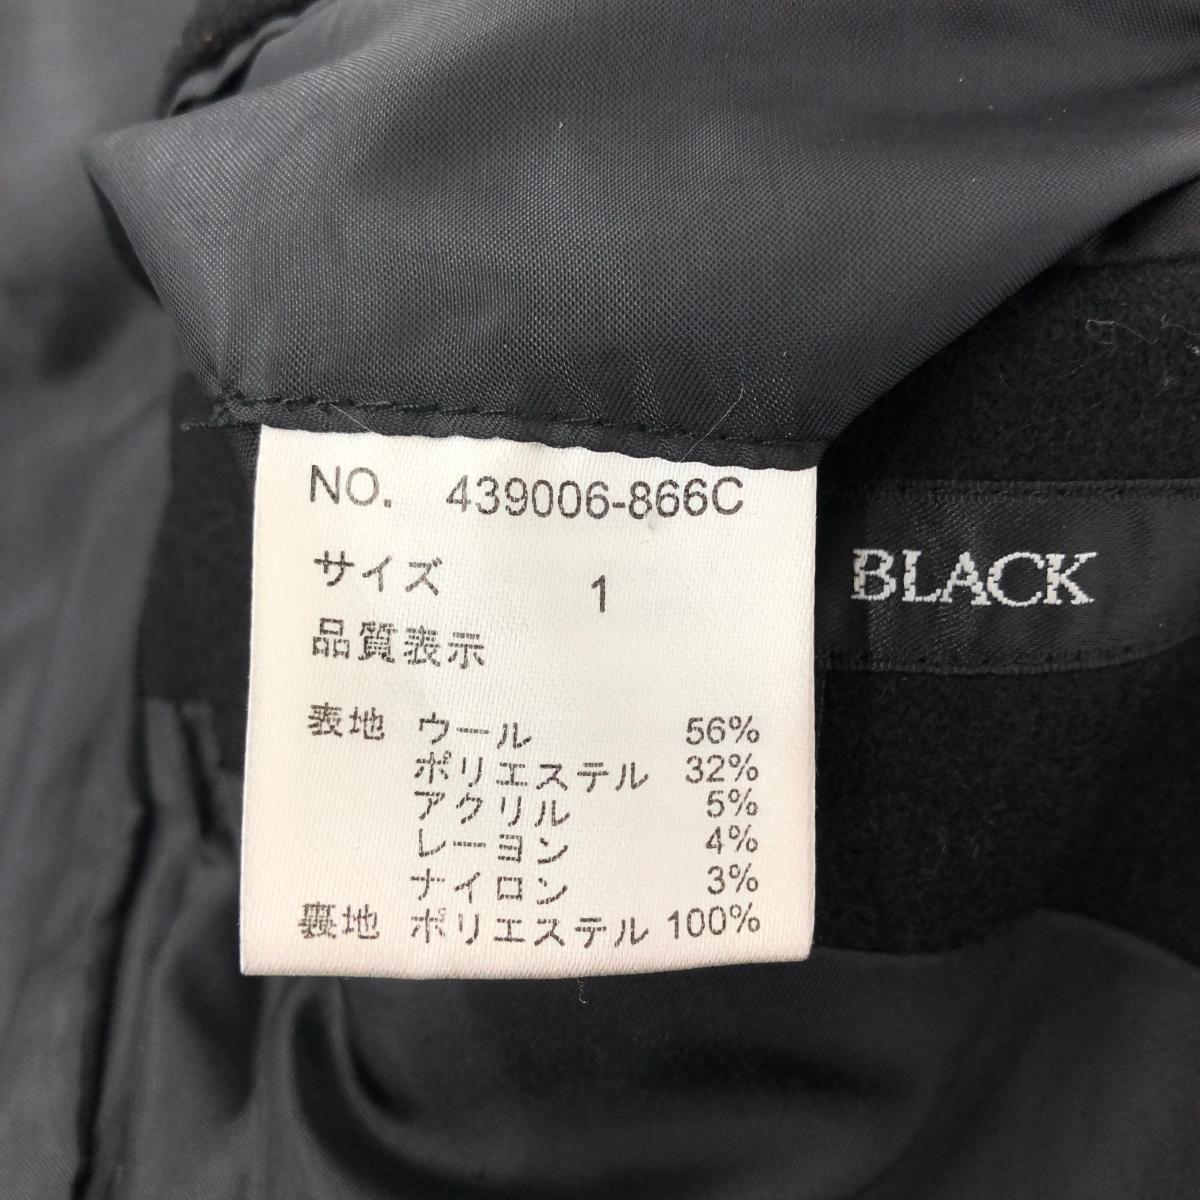 NO. 439006-866C
サイズ 1
品質表示
表地 ウール 56%
ポリエステル 32%
アクリル 5%
レーヨン 4%
ナイロン 3%
裏地 ポリエステル 100%
BLACK